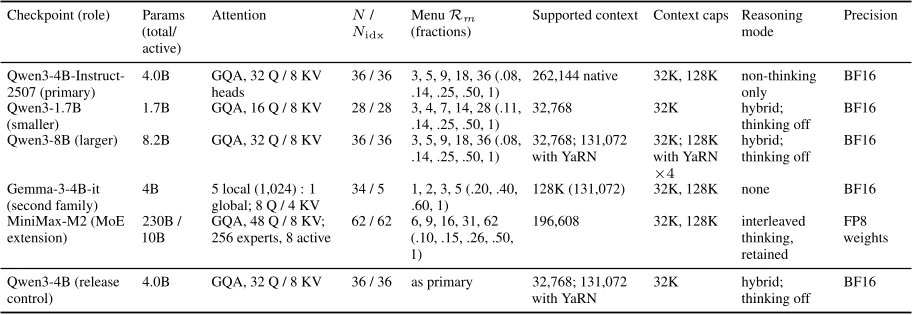 Checkpoint (role) Params (total/ active) Attention N / N_idx Menu R_m (fractions) Supported context Context caps Reasoning mode Precision
Qwen3-4B-Instruct-2507 (primary) 4.0B GQA, 32 Q / 8 KV heads 36 / 36 3, 5, 9, 18, 36 (.08, .14, .25, .50, 1) 262,144 native 32K, 128K non-thinking only BF16
Qwen3-1.7B (smaller) 1.7B GQA, 16 Q / 8 KV 28 / 28 3, 4, 7, 14, 28 (.11, .14, .25, .50, 1) 32,768 32K hybrid; thinking off BF16
Qwen3-8B (larger) 8.2B GQA, 32 Q / 8 KV 36 / 36 3, 5, 9, 18, 36 (.08, .14, .25, .50, 1) 32,768; 131,072 with YaRN 32K; 128K with YaRN ×4 hybrid; thinking off BF16
Gemma-3-4B-it (second family) 4B 5 local (1,024) : 1 global; 8 Q / 4 KV 34 / 5 1, 2, 3, 5 (.20, .40, .60, 1) 128K (131,072) 32K, 128K none BF16
MiniMax-M2 (MoE extension) 230B / 10B GQA, 48 Q / 8 KV; 256 experts, 8 active 62 / 62 6, 9, 16, 31, 62 (.10, .15, .26, .50, 1) 196,608 32K, 128K interleaved thinking, retained FP8 weights
Qwen3-4B (release control) 4.0B GQA, 32 Q / 8 KV 36 / 36 as primary 32,768; 131,072 with YaRN 32K hybrid; thinking off BF16